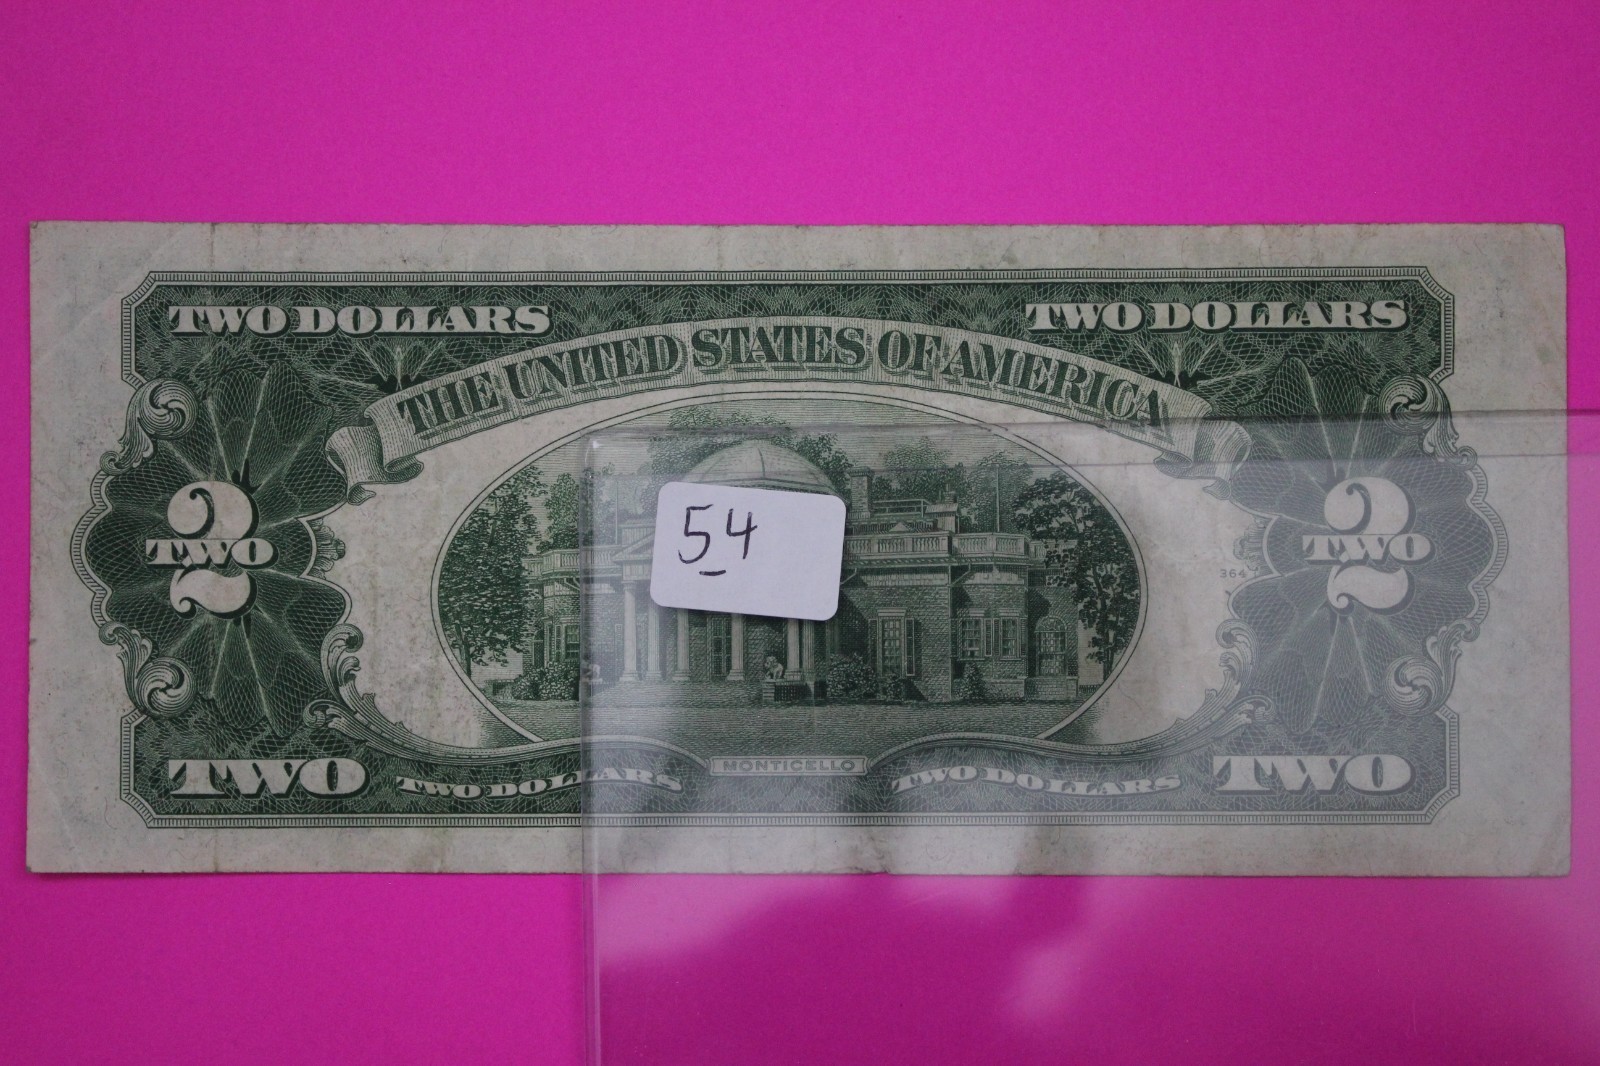 TWO DOLLARS TWO DOLLARS
THE UNITED STATES OF AMERICA
2 2
TWO TWO
54
364
MONTICELLO
TWO TWO DOLLARS TWO DOLLARS TWO